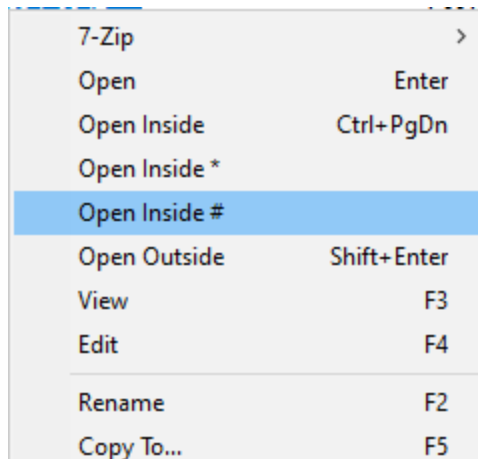 7-Zip >
Open Enter
Open Inside Ctrl+PgDn
Open Inside *
Open Inside #
Open Outside Shift+Enter
View F3
Edit F4
Rename F2
Copy To... F5